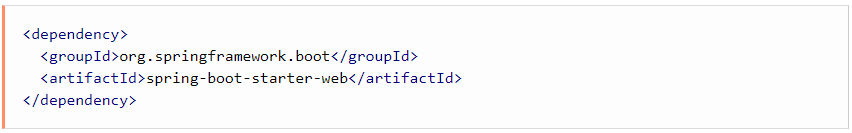 <dependency>
  <groupId>org.springframework.boot</groupId>
  <artifactId>spring-boot-starter-web</artifactId>
</dependency>